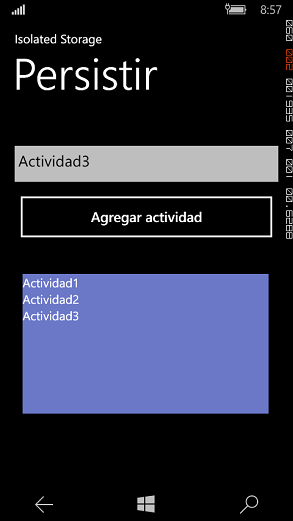 8:57
Isolated Storage
Persistir
Actividad3
Agregar actividad
Actividad1
Actividad2
Actividad3